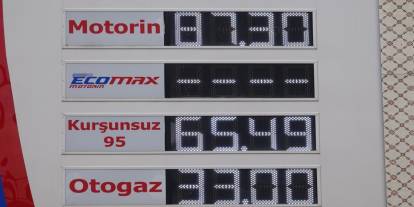 Motorin 87.30
ECOMAX - - - -
MOTORIN
Kurşunsuz 95 65.49
Otogaz 33.00